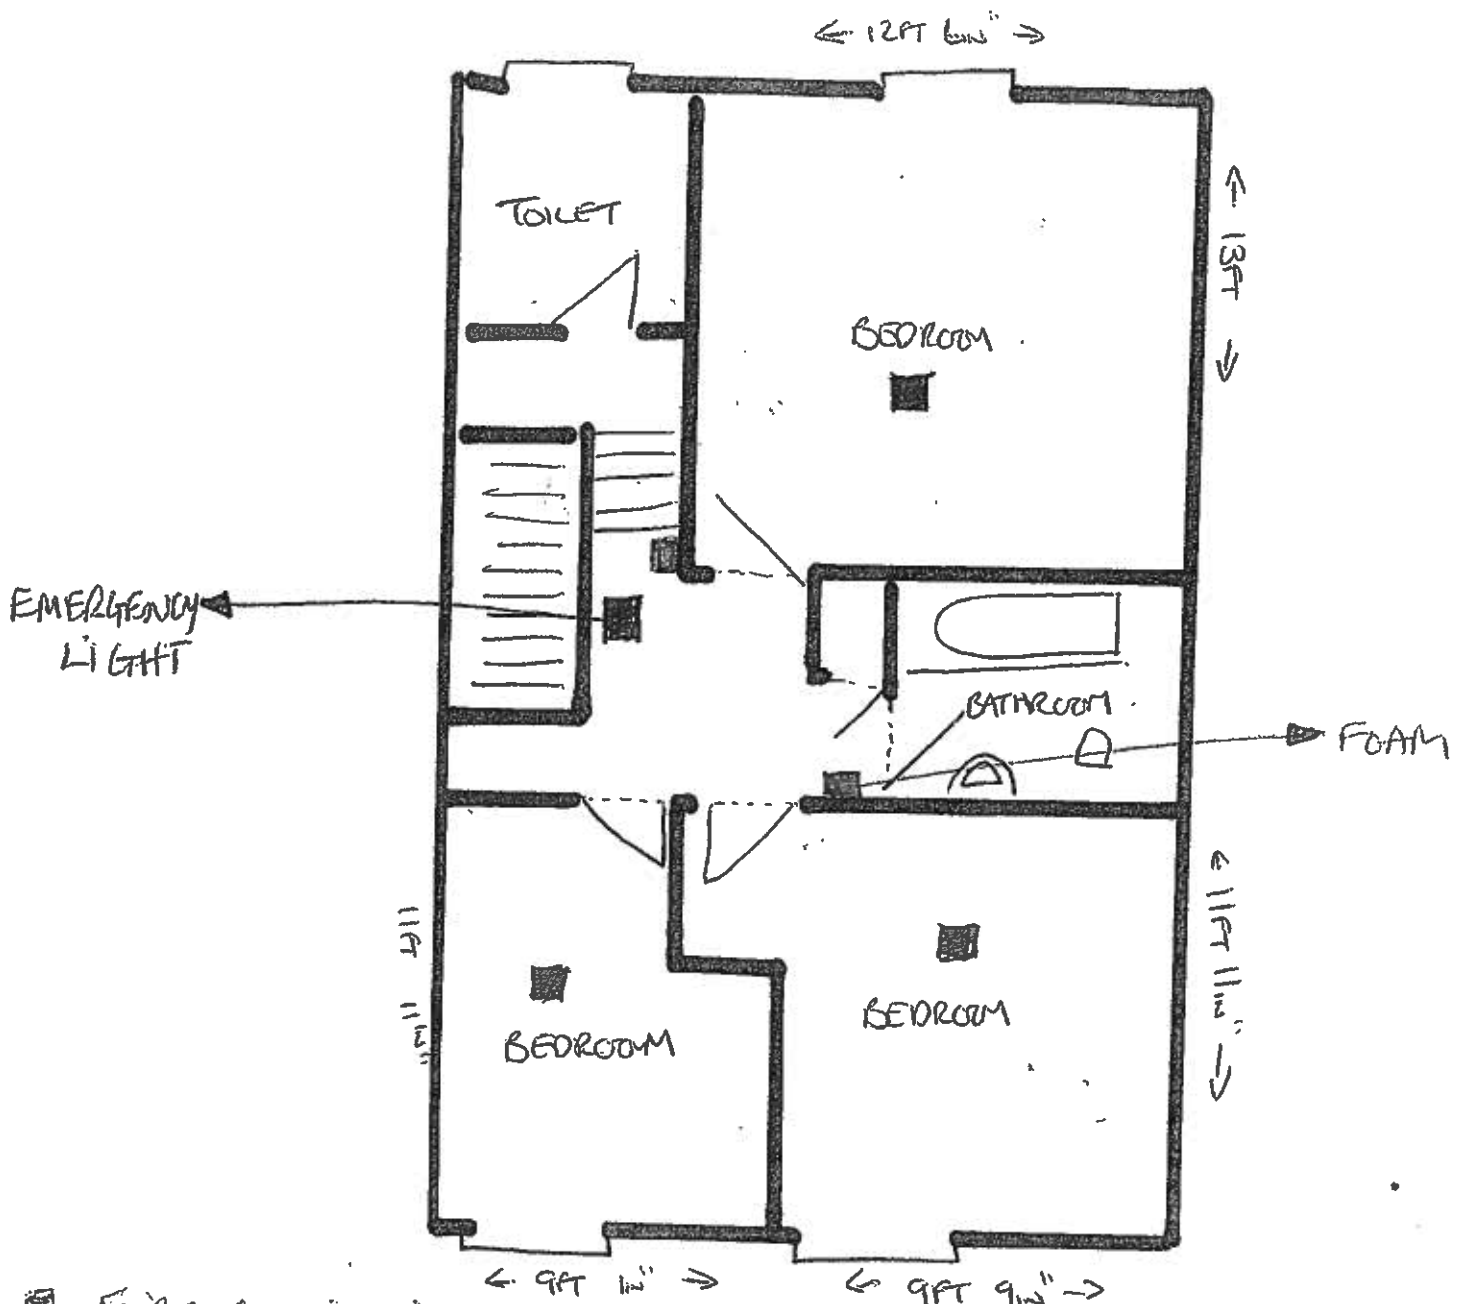 ← 12FT 6in" →
TOILET
BEDROOM
← 13FT →
EMERGENCY
LIGHT
BATHROOM
FOAM
11FT 11in"
← 11FT 11in" →
BEDROOM
BEDROOM
← 9FT 1in" →
← 9FT 9in" →